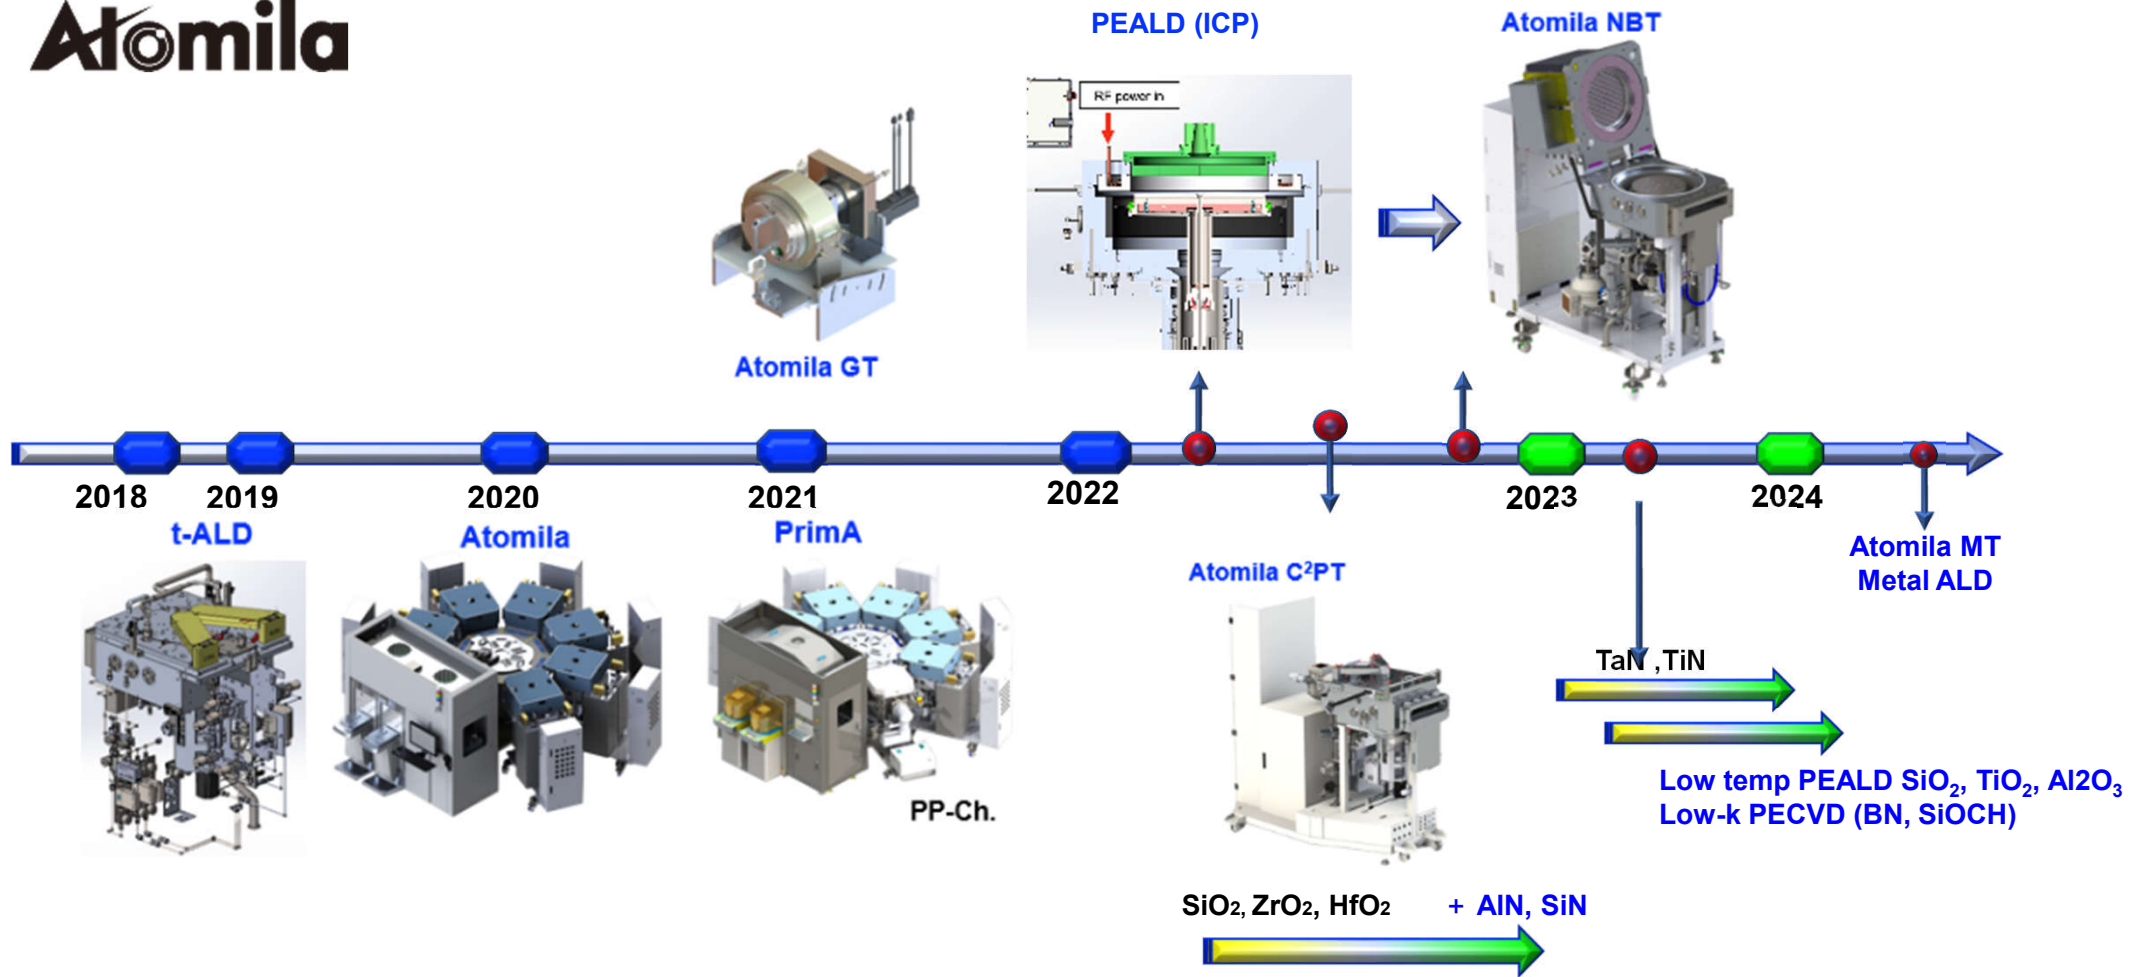 Atomila
PEALD (ICP)
Atomila NBT
RF power in
Atomila GT
2018
2019
2020
2021
2022
2023
2024
t-ALD
Atomila
PrimA
PP-Ch.
Atomila C²PT
Atomila MT
Metal ALD
TaN ,TiN
Low temp PEALD SiO₂, TiO₂, Al2O₃
Low-k PECVD (BN, SiOCH)
SiO₂, ZrO₂, HfO₂ + AlN, SiN